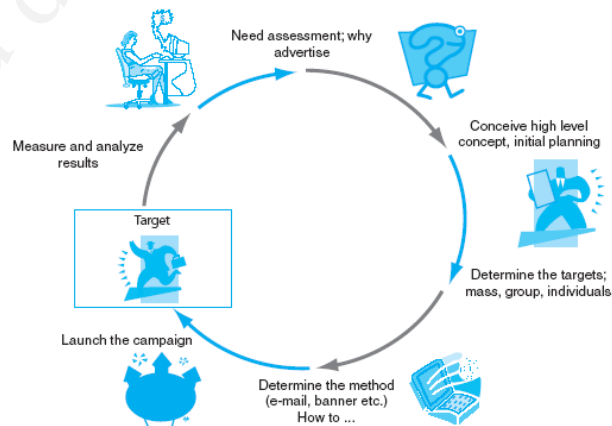 Need assessment; why
advertise
Conceive high level
concept, initial planning
Determine the targets;
mass, group, individuals
Determine the method
(e-mail, banner etc.)
How to ...
Launch the campaign
Target
Measure and analyze
results